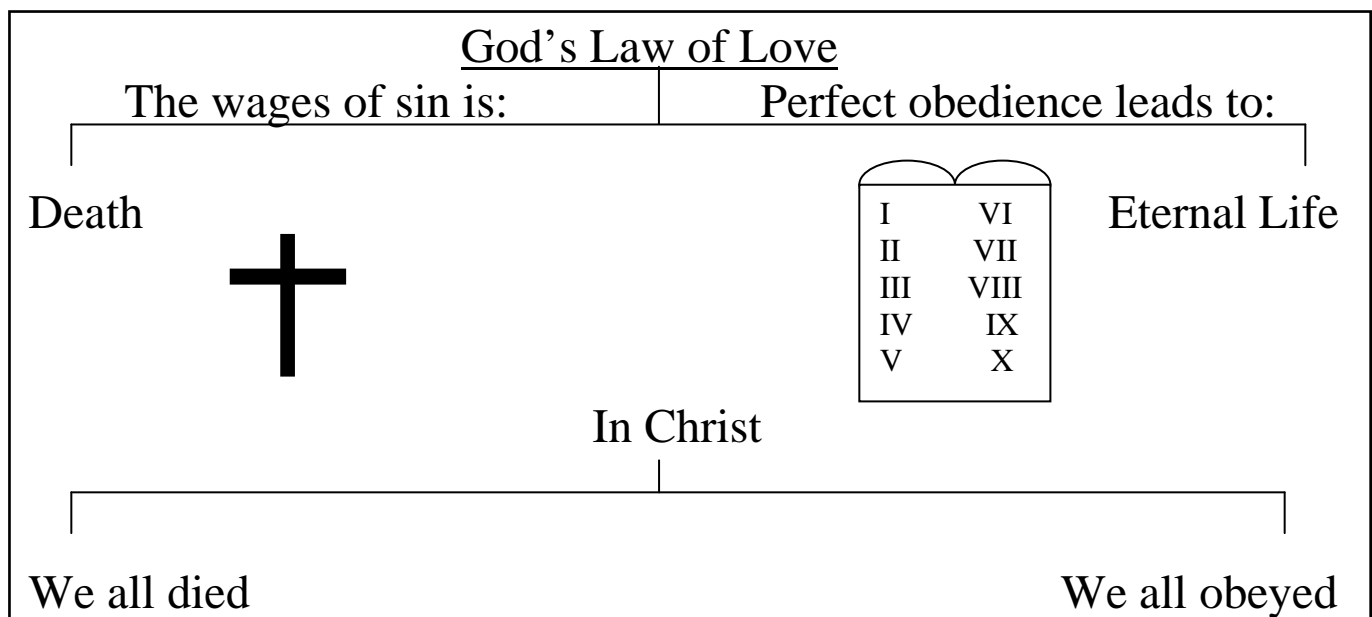 God’s Law of Love
The wages of sin is: Perfect obedience leads to:
Death Eternal Life
I VI
II VII
III VIII
IV IX
V X
In Christ
We all died We all obeyed